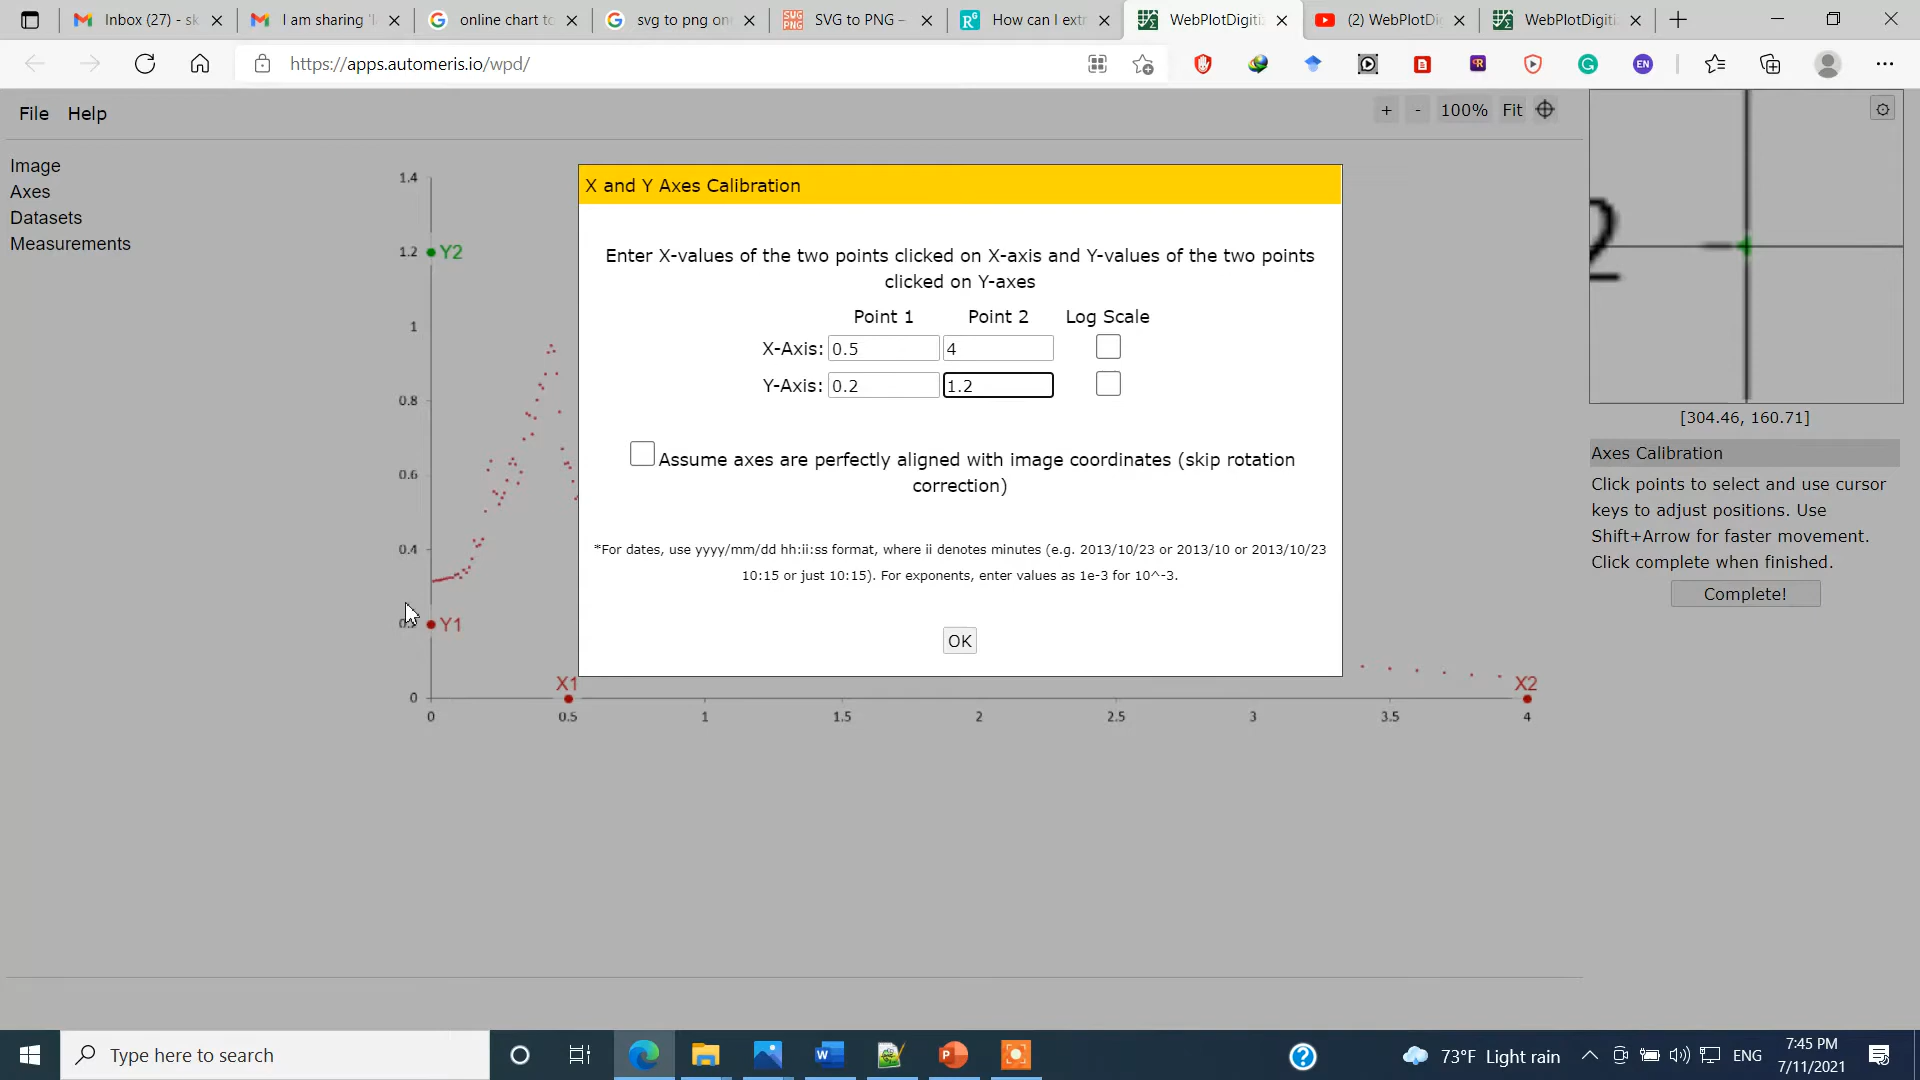 Inbox (27) - sk
I am sharing 'I
online chart to
svg to png on
SVG to PNG –
How can I extr
WebPlotDigiti
(2) WebPlotDi
WebPlotDigiti
https://apps.automeris.io/wpd/
File Help
+ - 100% Fit
Image
Axes
Datasets
Measurements
1.4
1.2 Y2
1
0.8
0.6
0.4
Y1
0
X1
X2
0 0.5 1 1.5 2 2.5 3 3.5 4
X and Y Axes Calibration
Enter X-values of the two points clicked on X-axis and Y-values of the two points
clicked on Y-axes
Point 1 Point 2 Log Scale
X-Axis: 0.5 4
Y-Axis: 0.2 1.2
Assume axes are perfectly aligned with image coordinates (skip rotation
correction)
*For dates, use yyyy/mm/dd hh:ii:ss format, where ii denotes minutes (e.g. 2013/10/23 or 2013/10 or 2013/10/23
10:15 or just 10:15). For exponents, enter values as 1e-3 for 10^-3.
OK
2
[304.46, 160.71]
Axes Calibration
Click points to select and use cursor
keys to adjust positions. Use
Shift+Arrow for faster movement.
Click complete when finished.
Complete!
Type here to search
73°F Light rain
ENG
7:45 PM
7/11/2021